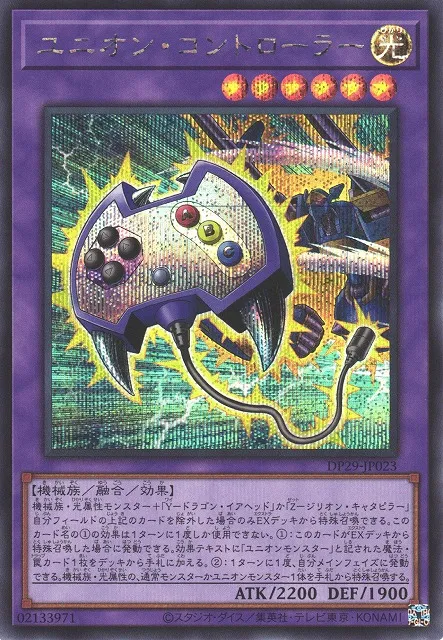 ユニオン・コントローラー
光
A
B
C
DP29-JP023
【機械族／融合／効果】
機械族・光属性モンスター＋「Y－ドラゴン・イアヘッド」か「Z－ジリオン・キャタピラー」
自分フィールドの上記のカードを除外した場合のみEXデッキから特殊召喚できる。この
カード名の①の効果は1ターンに1度しか使用できない。①：このカードがEXデッキから
特殊召喚した場合に発動できる。効果テキストに「ユニオンモンスター」と記された魔法・
罠カード1枚をデッキから手札に加える。②：1ターンに1度、自分メインフェイズに発動
できる。機械族・光属性の、通常モンスターかユニオンモンスター1体を手札から特殊召喚する。
ATK/2200 DEF/1900
02133971
©スタジオ・ダイス/集英社・テレビ東京・KONAMI